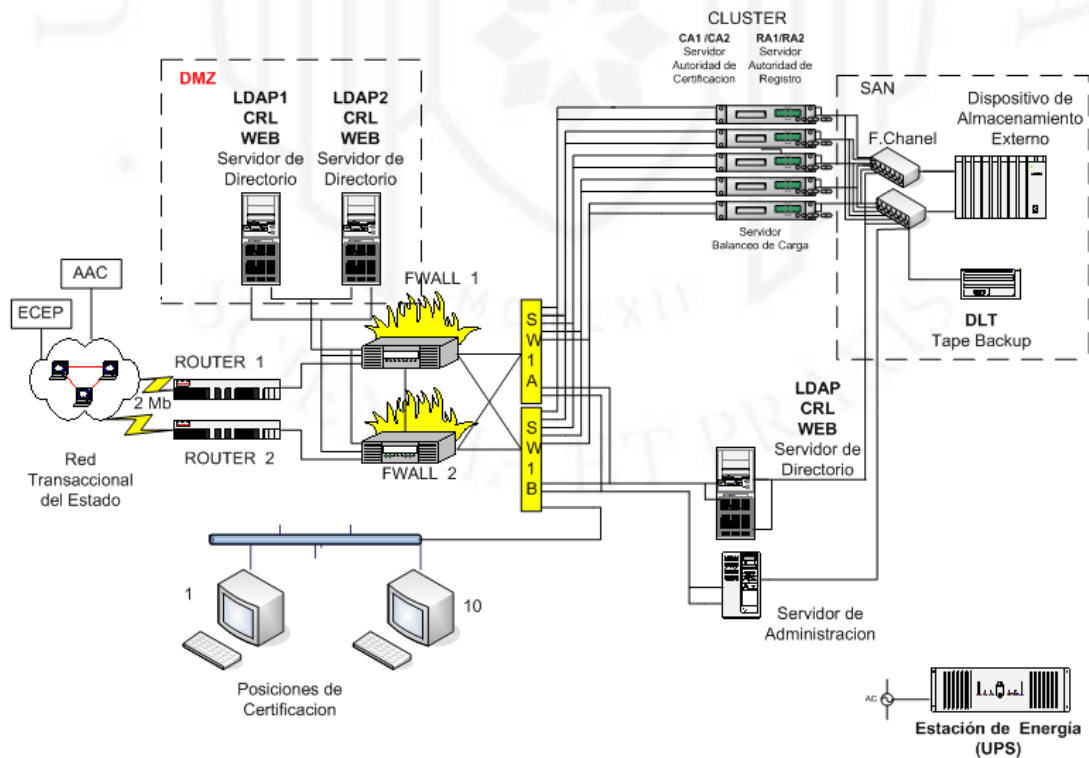 CLUSTER
CA1 /CA2
Servidor
Autoridad de
Certificacion
RA1/RA2
Servidor
Autoridad de
Registro
SAN
Dispositivo de
Almacenamiento
Externo
F.Chanel
DMZ
LDAP1
CRL
WEB
Servidor de
Directorio
LDAP2
CRL
WEB
Servidor de
Directorio
Servidor
Balanceo de Carga
AAC
ECEP
FWALL 1
DLT
Tape Backup
ROUTER 1
2 Mb
ROUTER 2
FWALL 2
S
W
1
A
S
W
1
B
Red
Transaccional
del Estado
LDAP
CRL
WEB
Servidor de
Directorio
1
10
Servidor de
Administracion
Posiciones de
Certificacion
AC
Estación de Energía
(UPS)